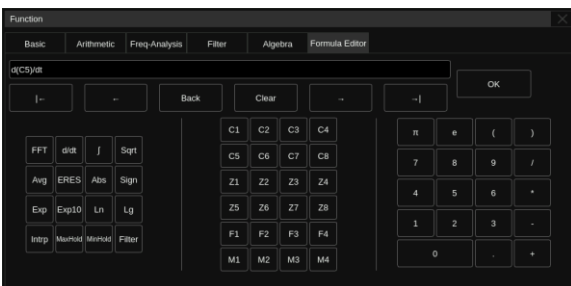 Function
Basic Arithmetic Freq-Analysis Filter Algebra Formula Editor
d(C5)/dt
OK
|← ← Back Clear → →|
C1 C2 C3 C4 π e ( )
FFT d/dt ∫ Sqrt
C5 C6 C7 C8 7 8 9 /
Avg ERES Abs Sign Z1 Z2 Z3 Z4
4 5 6 *
Exp Exp10 Ln Lg Z5 Z6 Z7 Z8
1 2 3 -
Intrp MaxHold MinHold Filter F1 F2 F3 F4
0 . +
M1 M2 M3 M4